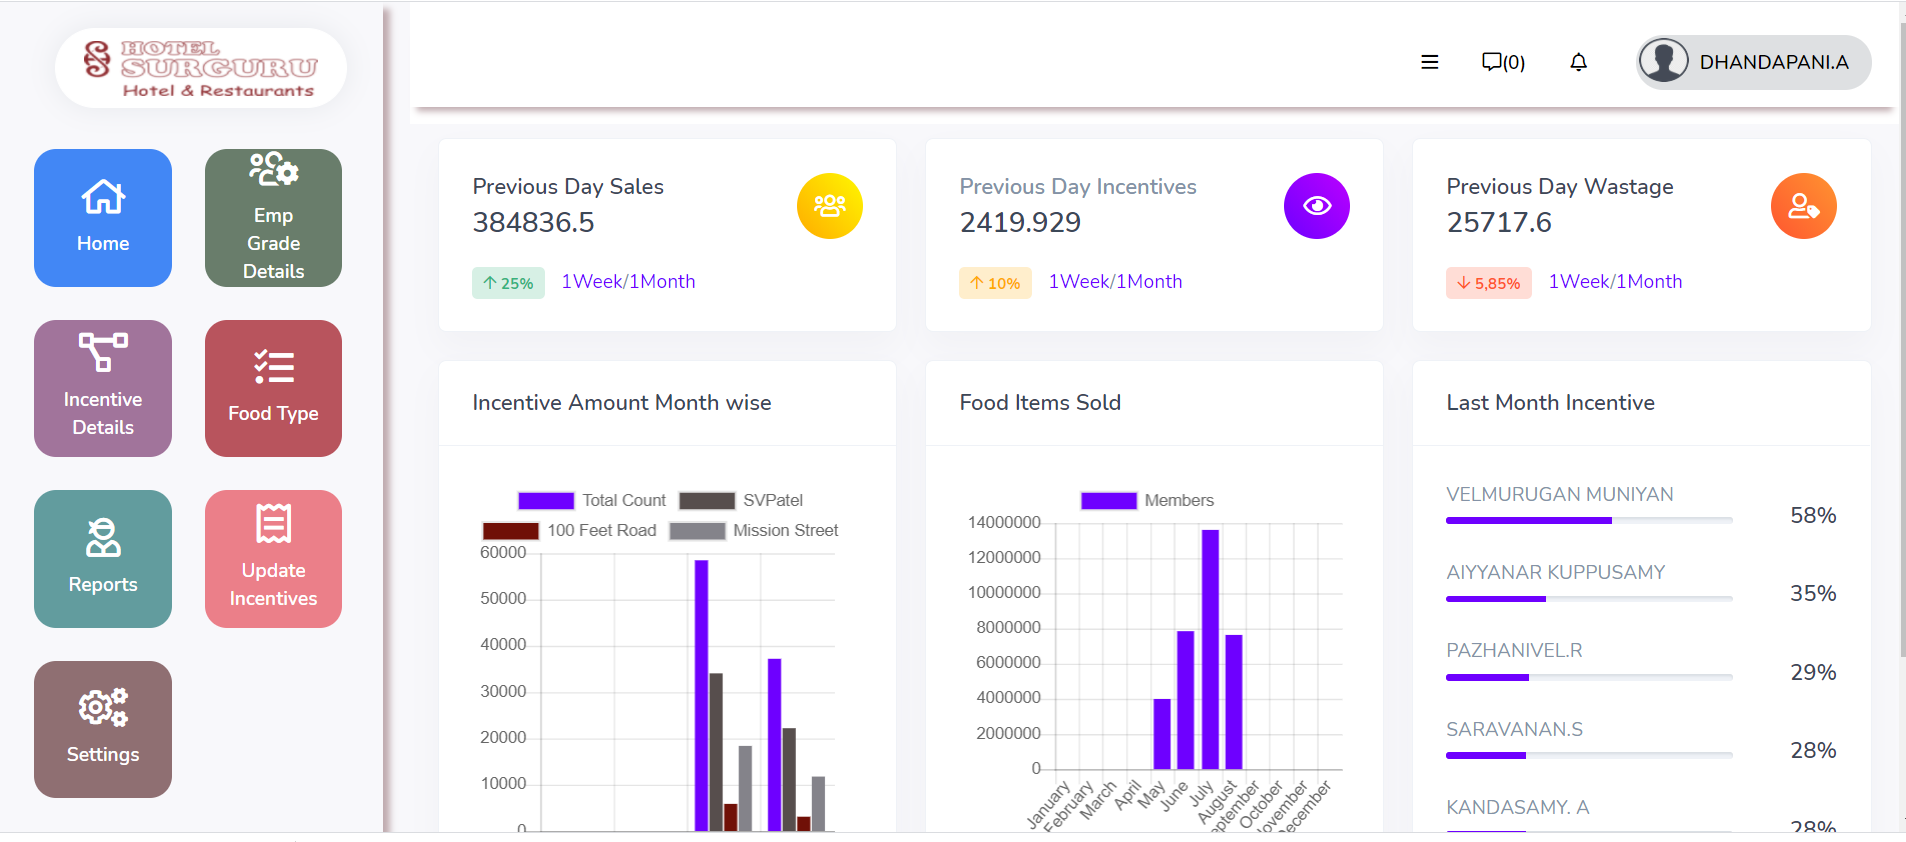 HOTEL
SURGURU
Hotel & Restaurants
(0)
DHANDAPANI.A
Home
Emp
Grade
Details
Incentive
Details
Food Type
Reports
Update
Incentives
Settings
Previous Day Sales
384836.5
25%
1Week/1Month
Previous Day Incentives
2419.929
10%
1Week/1Month
Previous Day Wastage
25717.6
5,85%
1Week/1Month
Incentive Amount Month wise
Total Count
SVPatel
100 Feet Road
Mission Street
60000
50000
40000
30000
20000
10000
0
Food Items Sold
Members
14000000
12000000
10000000
8000000
6000000
4000000
2000000
0
January
February
March
April
May
June
July
August
eptember
October
ovember
ecember
Last Month Incentive
VELMURUGAN MUNIYAN
58%
AIYYANAR KUPPUSAMY
35%
PAZHANIVEL.R
29%
SARAVANAN.S
28%
KANDASAMY. A
28%